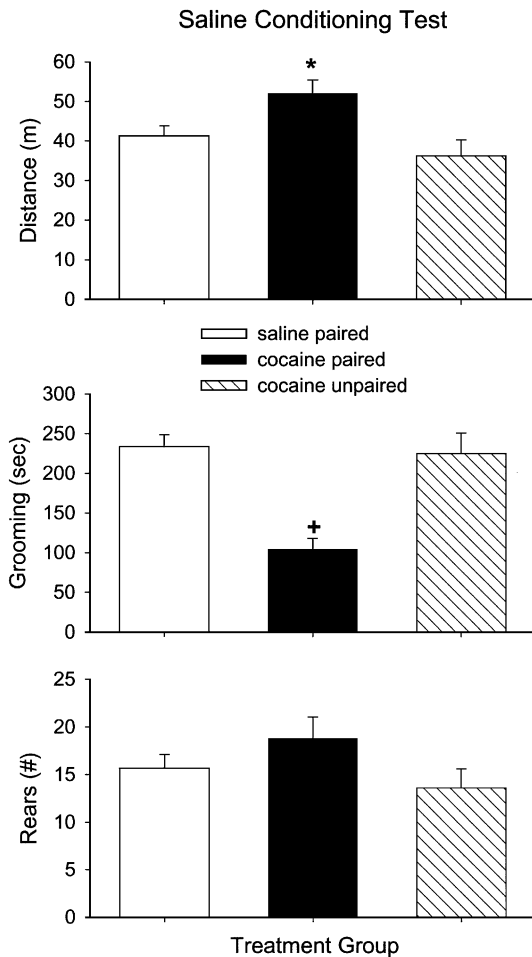 Saline Conditioning Test
Distance (m)
60
50
40
30
20
10
0
*
saline paired
cocaine paired
cocaine unpaired
Grooming (sec)
300
250
200
150
100
50
0
+
Rears (#)
25
20
15
10
5
0
Treatment Group